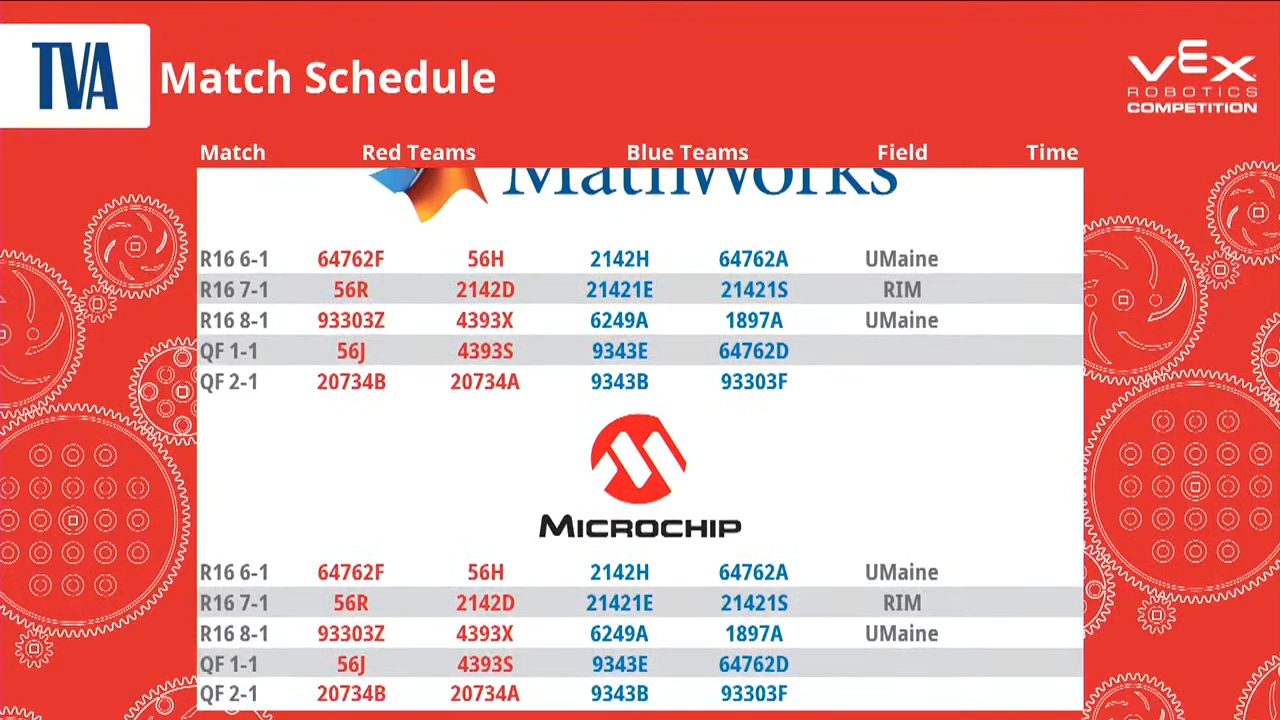 TVA Match Schedule
VEX
ROBOTICS
COMPETITION
Match Red Teams Blue Teams Field Time
MathWorks
R16 6-1 64762F 56H 2142H 64762A UMaine
R16 7-1 56R 2142D 21421E 21421S RIM
R16 8-1 93303Z 4393X 6249A 1897A UMaine
QF 1-1 56J 4393S 9343E 64762D
QF 2-1 20734B 20734A 9343B 93303F
MICROCHIP
R16 6-1 64762F 56H 2142H 64762A UMaine
R16 7-1 56R 2142D 21421E 21421S RIM
R16 8-1 93303Z 4393X 6249A 1897A UMaine
QF 1-1 56J 4393S 9343E 64762D
QF 2-1 20734B 20734A 9343B 93303F